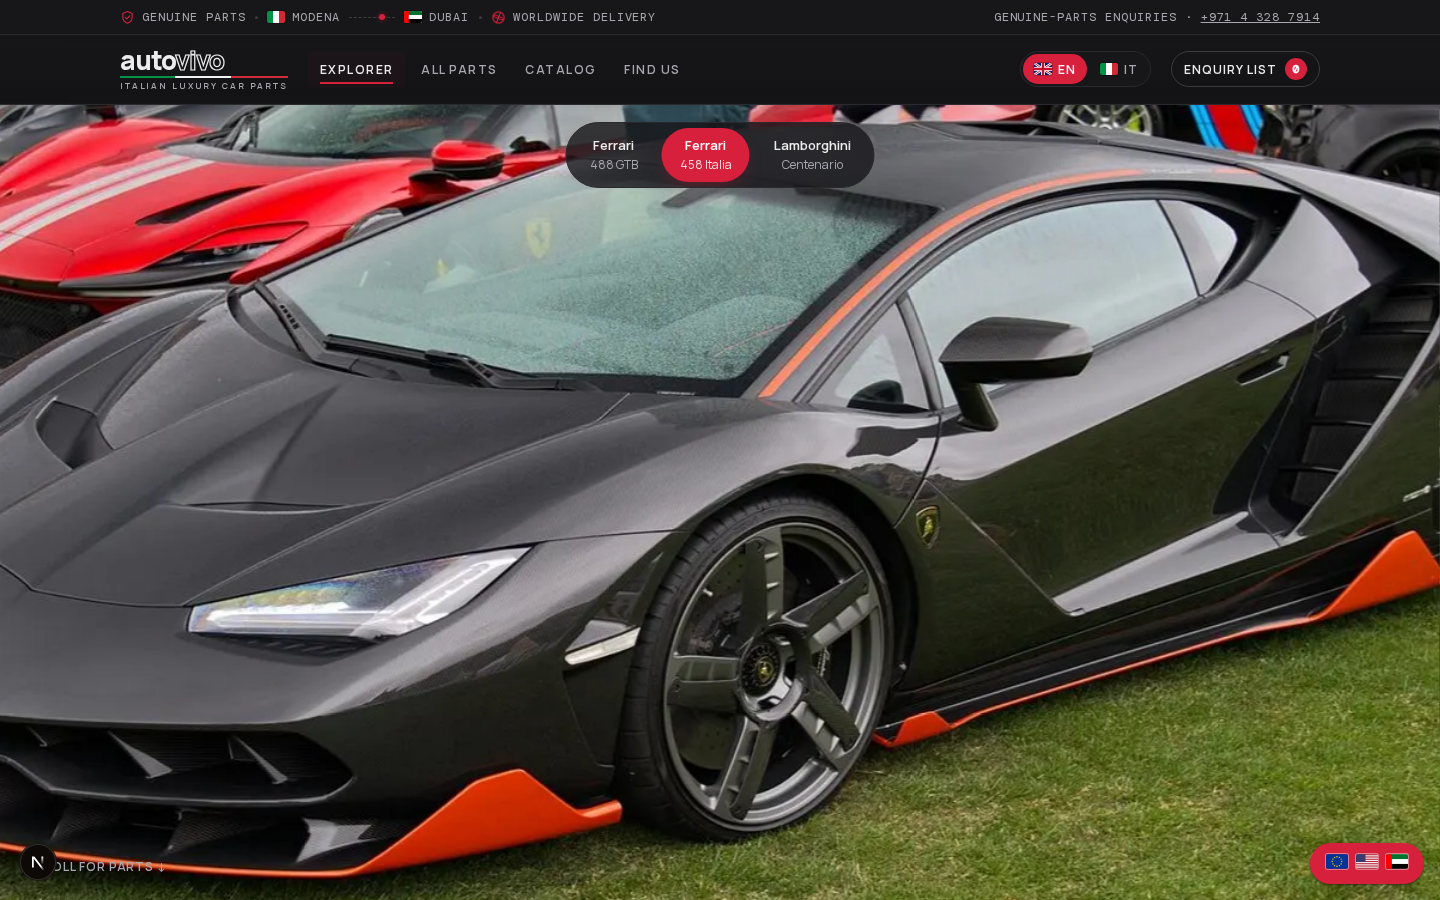 GENUINE PARTS • MODENA DUBAI • WORLDWIDE DELIVERY
GENUINE-PARTS ENQUIRIES · +971 4 328 7914
autovivo
ITALIAN LUXURY CAR PARTS
EXPLORER ALL PARTS CATALOG FIND US
EN IT
ENQUIRY LIST 0
Ferrari Ferrari Lamborghini
488 GTB 458 Italia Centenario
N
OLL FOR PARTS ↓